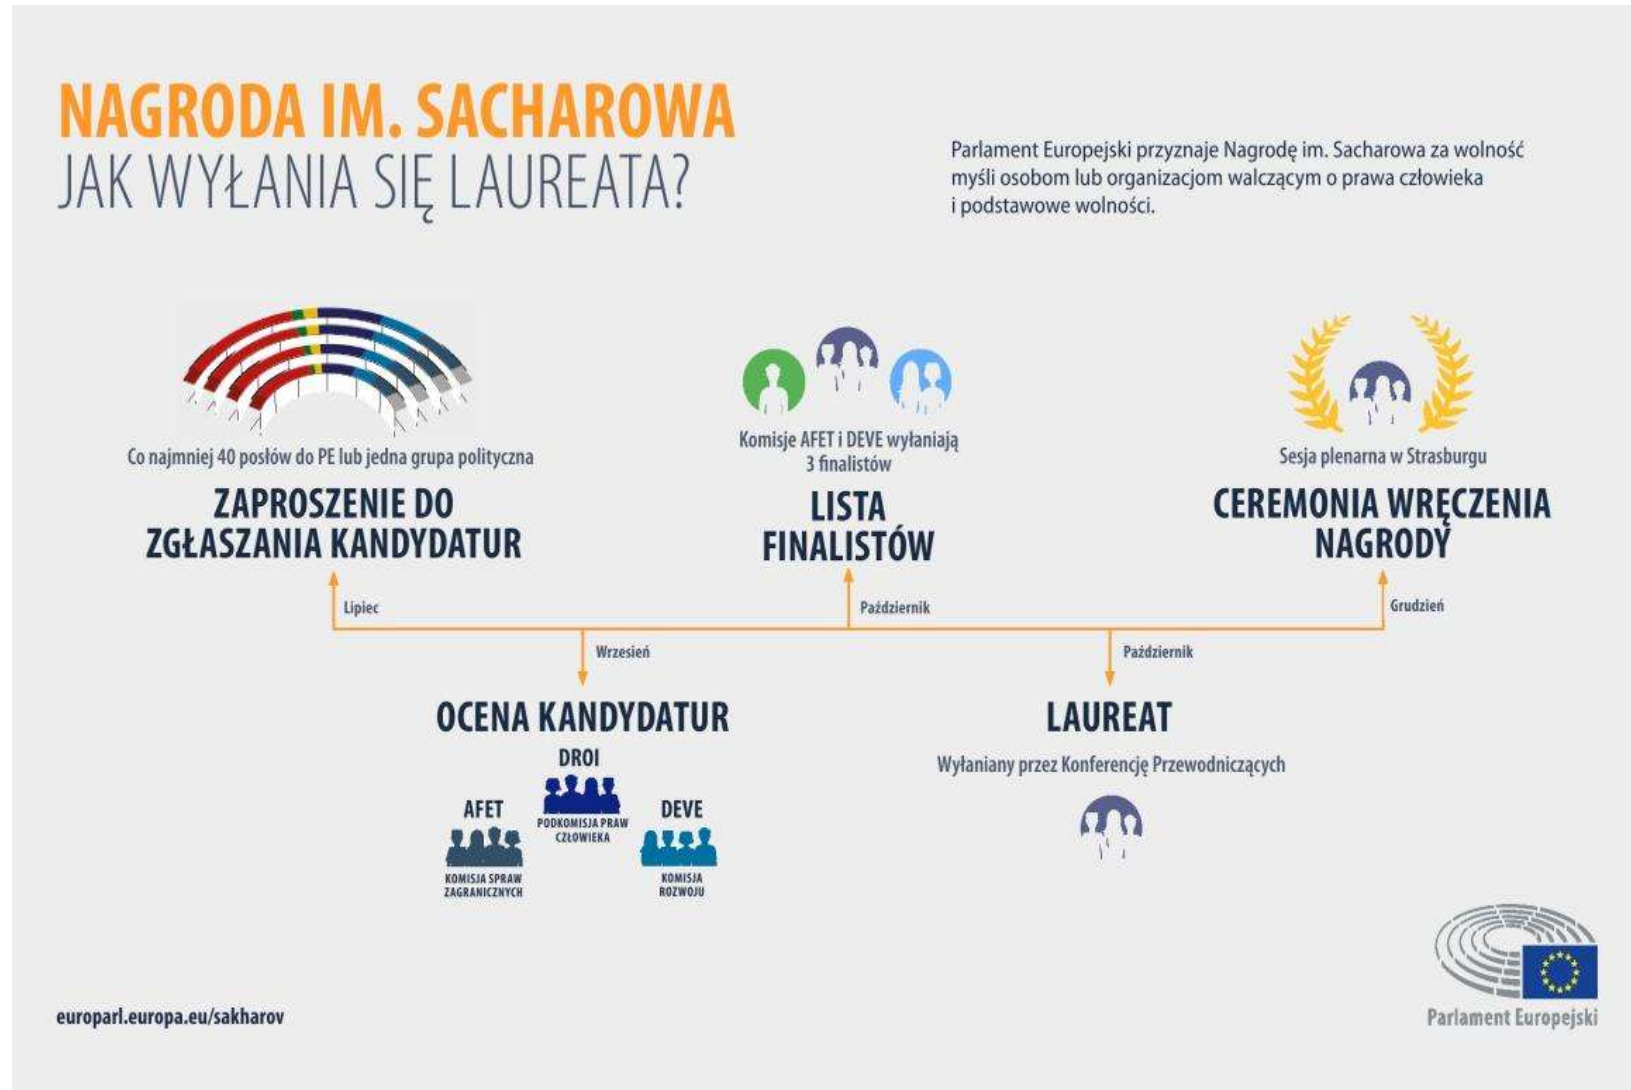 NAGRODA IM. SACHAROWA
JAK WYŁANIA SIĘ LAUREATA?
Parlament Europejski przyznaje Nagrodę im. Sacharowa za wolność
myśli osobom lub organizacjom walczącym o prawa człowieka
i podstawowe wolności.
Co najmniej 40 posłów do PE lub jedna grupa polityczna
ZAPROSZENIE DO
ZGŁASZANIA KANDYDATUR
Lipiec
Wrzesień
OCENA KANDYDATUR
DROI
PODKOMISJA PRAW
CZŁOWIEKA
AFET
KOMISJA SPRAW
ZAGRANICZNYCH
DEVE
KOMISJA
ROZWOJU
Komisje AFET i DEVE wyłaniają
3 finalistów
LISTA
FINALISTÓW
Październik
Październik
LAUREAT
Wyłaniany przez Konferencję Przewodniczących
Sesja plenarna w Strasburgu
CEREMONIA WRĘCZENIA
NAGRODY
Grudzień
europarl.europa.eu/sakharov
Parlament Europejski